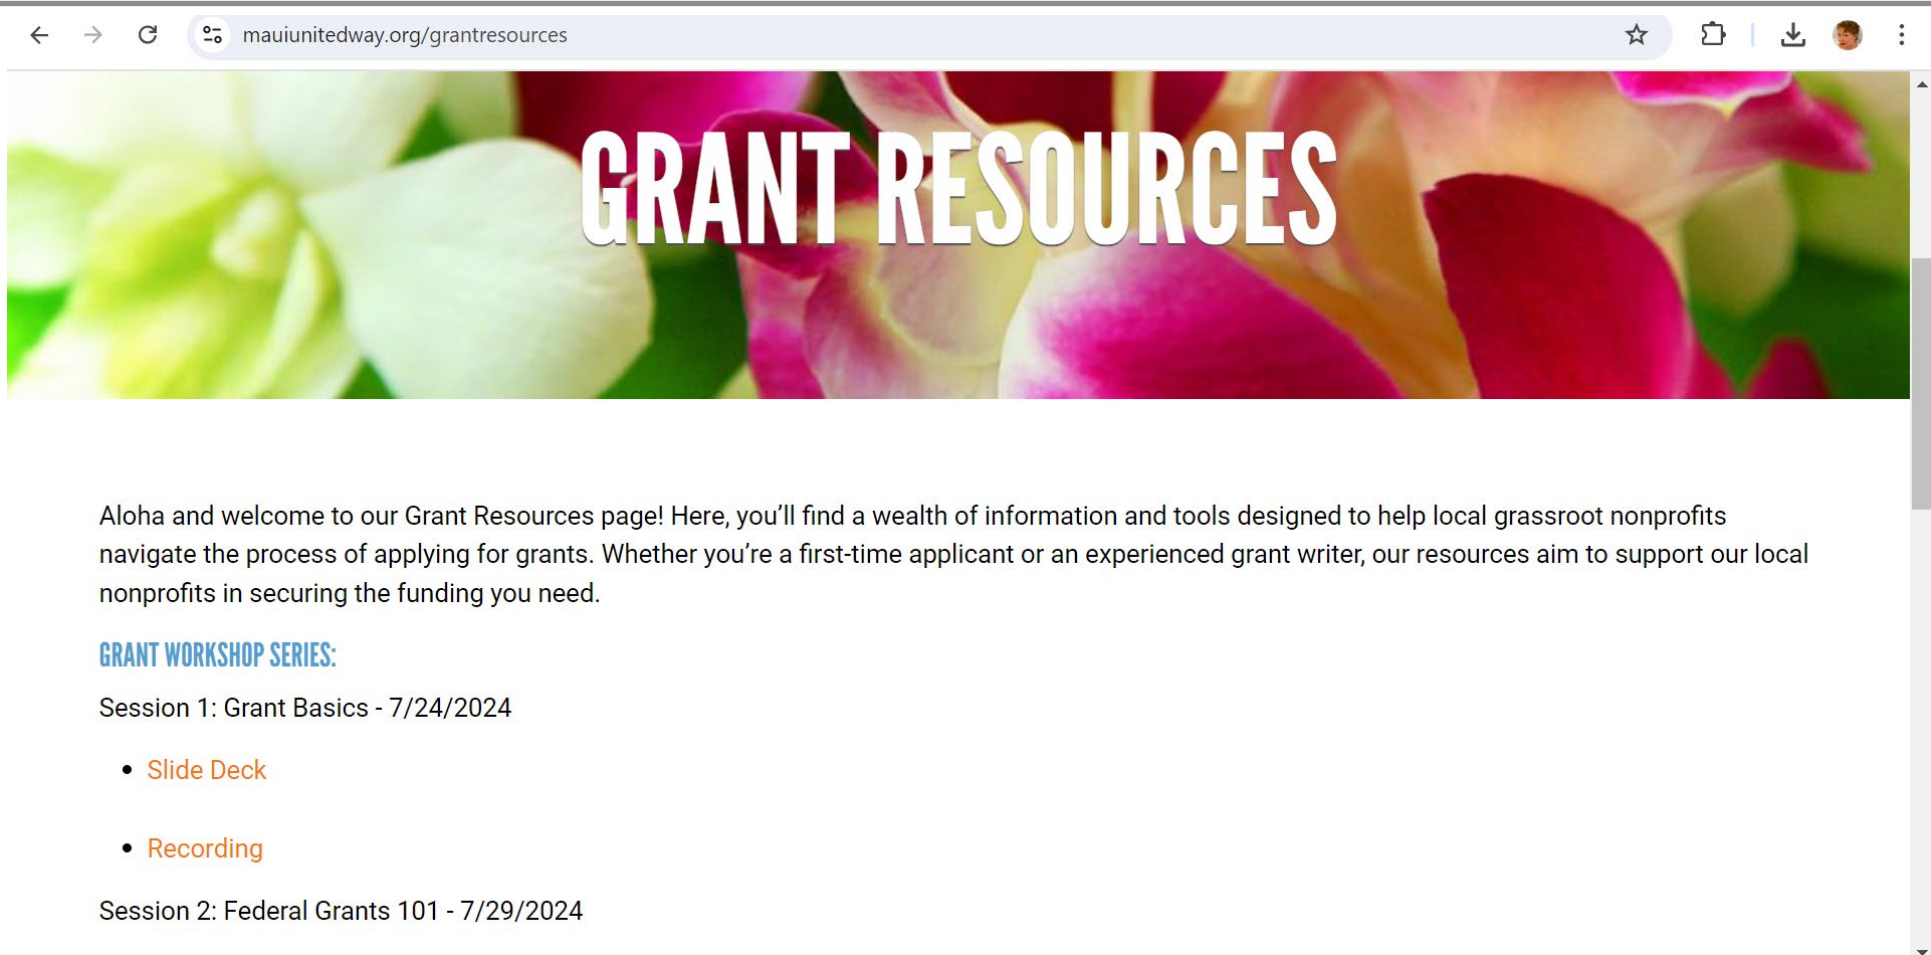 mauiunitedway.org/grantresources
GRANT RESOURCES
Aloha and welcome to our Grant Resources page! Here, you’ll find a wealth of information and tools designed to help local grassroot nonprofits
navigate the process of applying for grants. Whether you’re a first-time applicant or an experienced grant writer, our resources aim to support our local
nonprofits in securing the funding you need.
GRANT WORKSHOP SERIES:
Session 1: Grant Basics - 7/24/2024
• Slide Deck
• Recording
Session 2: Federal Grants 101 - 7/29/2024